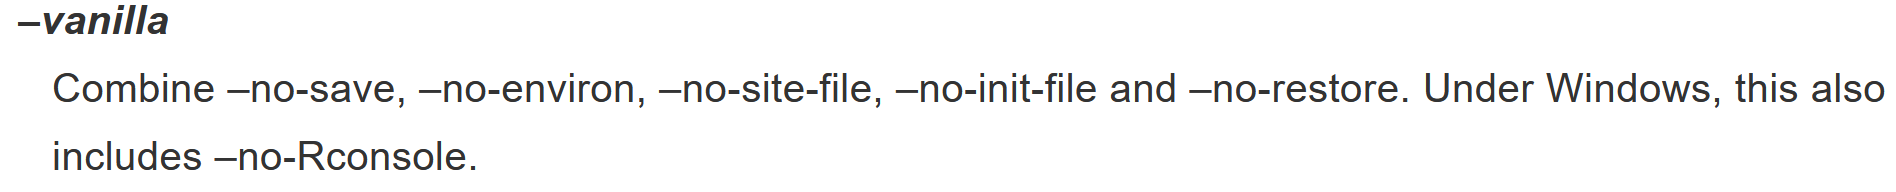 –vanilla
Combine –no-save, –no-environ, –no-site-file, –no-init-file and –no-restore. Under Windows, this also
includes –no-Rconsole.